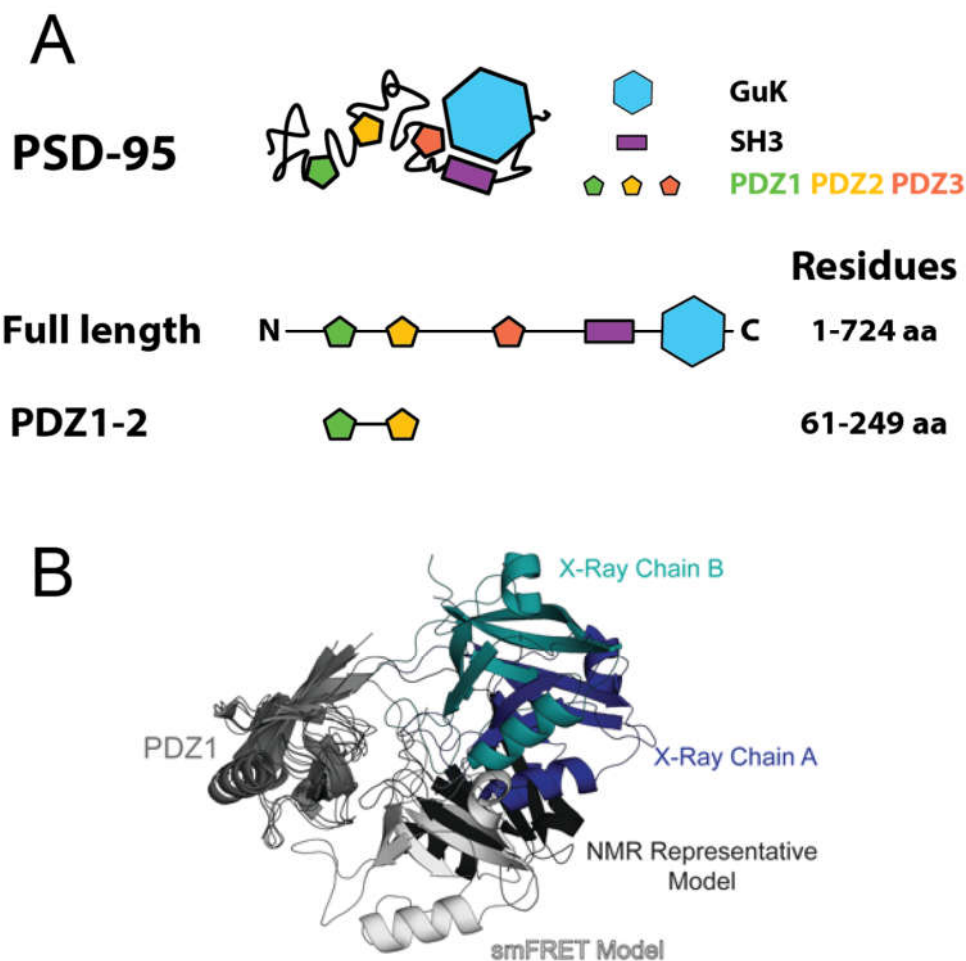 A
PSD-95
GuK
SH3
PDZ1 PDZ2 PDZ3
Residues
Full length N C 1-724 aa
PDZ1-2 61-249 aa
B
X-Ray Chain B
PDZ1
X-Ray Chain A
NMR Representative
Model
smFRET Model